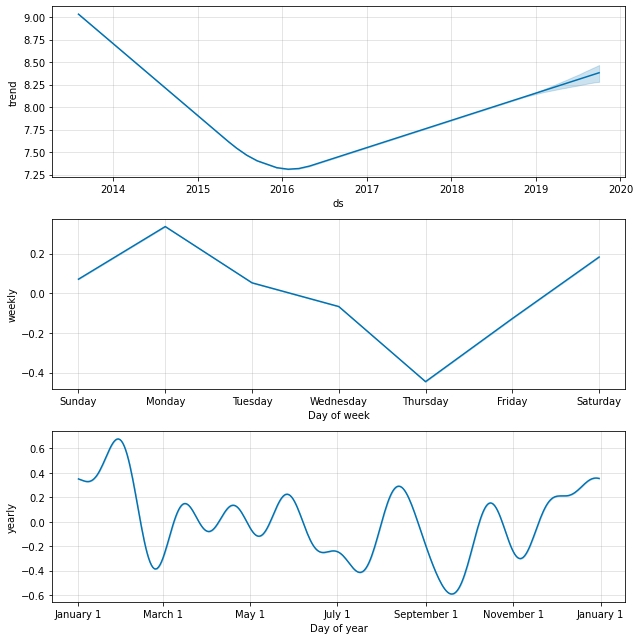 9.00
8.75
8.50
8.25
8.00
7.75
7.50
7.25
trend
2014 2015 2016 2017 2018 2019 2020
ds
0.2
0.0
−0.2
−0.4
weekly
Sunday Monday Tuesday Wednesday Thursday Friday Saturday
Day of week
0.6
0.4
0.2
0.0
−0.2
−0.4
−0.6
yearly
January 1 March 1 May 1 July 1 September 1 November 1 January 1
Day of year